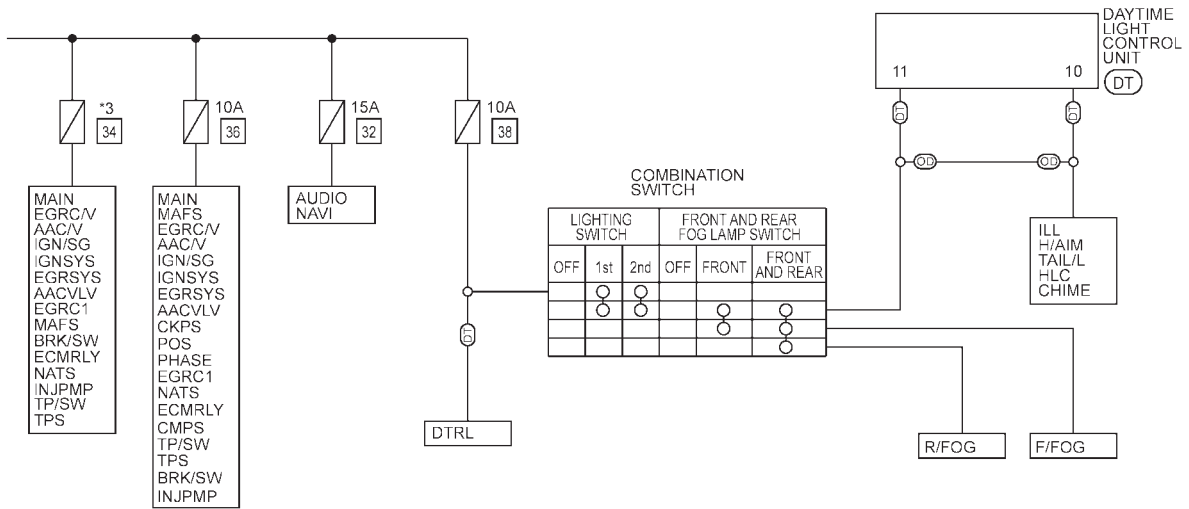 DAYTIME
LIGHT
CONTROL
UNIT
DT
11
10
DT
DT
OD
OD
*3
34
10A
36
15A
32
10A
38
MAIN
EGRC/V
AAC/V
IGN/SG
IGNSYS
EGRSYS
AACVLV
EGRC1
MAFS
BRK/SW
ECMRLY
NATS
INJPMP
TP/SW
TPS
MAIN
MAFS
EGRC/V
AAC/V
IGN/SG
IGNSYS
EGRSYS
AACVLV
CKPS
POS
PHASE
EGRC1
NATS
ECMRLY
CMPS
TP/SW
TPS
BRK/SW
INJPMP
AUDIO
NAVI
DT
DTRL
COMBINATION
SWITCH
LIGHTING
SWITCH
FRONT AND REAR
FOG LAMP SWITCH
OFF
1st
2nd
OFF
FRONT
FRONT
AND REAR
ILL
H/AIM
TAIL/L
HLC
CHIME
R/FOG
F/FOG